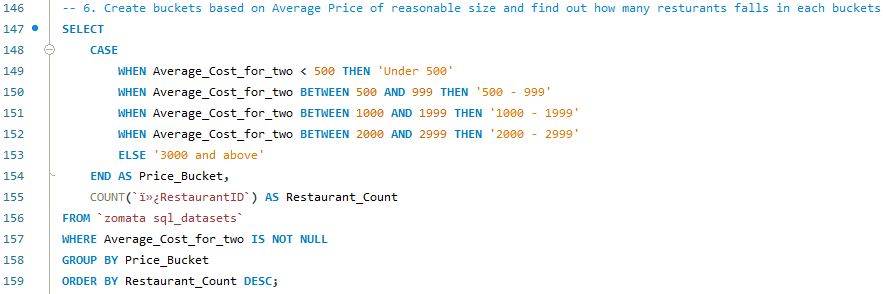 146 -- 6. Create buckets based on Average Price of reasonable size and find out how many resturants falls in each buckets
147 SELECT
148 CASE
149 WHEN Average_Cost_for_two < 500 THEN 'Under 500'
150 WHEN Average_Cost_for_two BETWEEN 500 AND 999 THEN '500 - 999'
151 WHEN Average_Cost_for_two BETWEEN 1000 AND 1999 THEN '1000 - 1999'
152 WHEN Average_Cost_for_two BETWEEN 2000 AND 2999 THEN '2000 - 2999'
153 ELSE '3000 and above'
154 END AS Price_Bucket,
155 COUNT(`ï»¿RestaurantID`) AS Restaurant_Count
156 FROM `zomata sql_datasets`
157 WHERE Average_Cost_for_two IS NOT NULL
158 GROUP BY Price_Bucket
159 ORDER BY Restaurant_Count DESC;